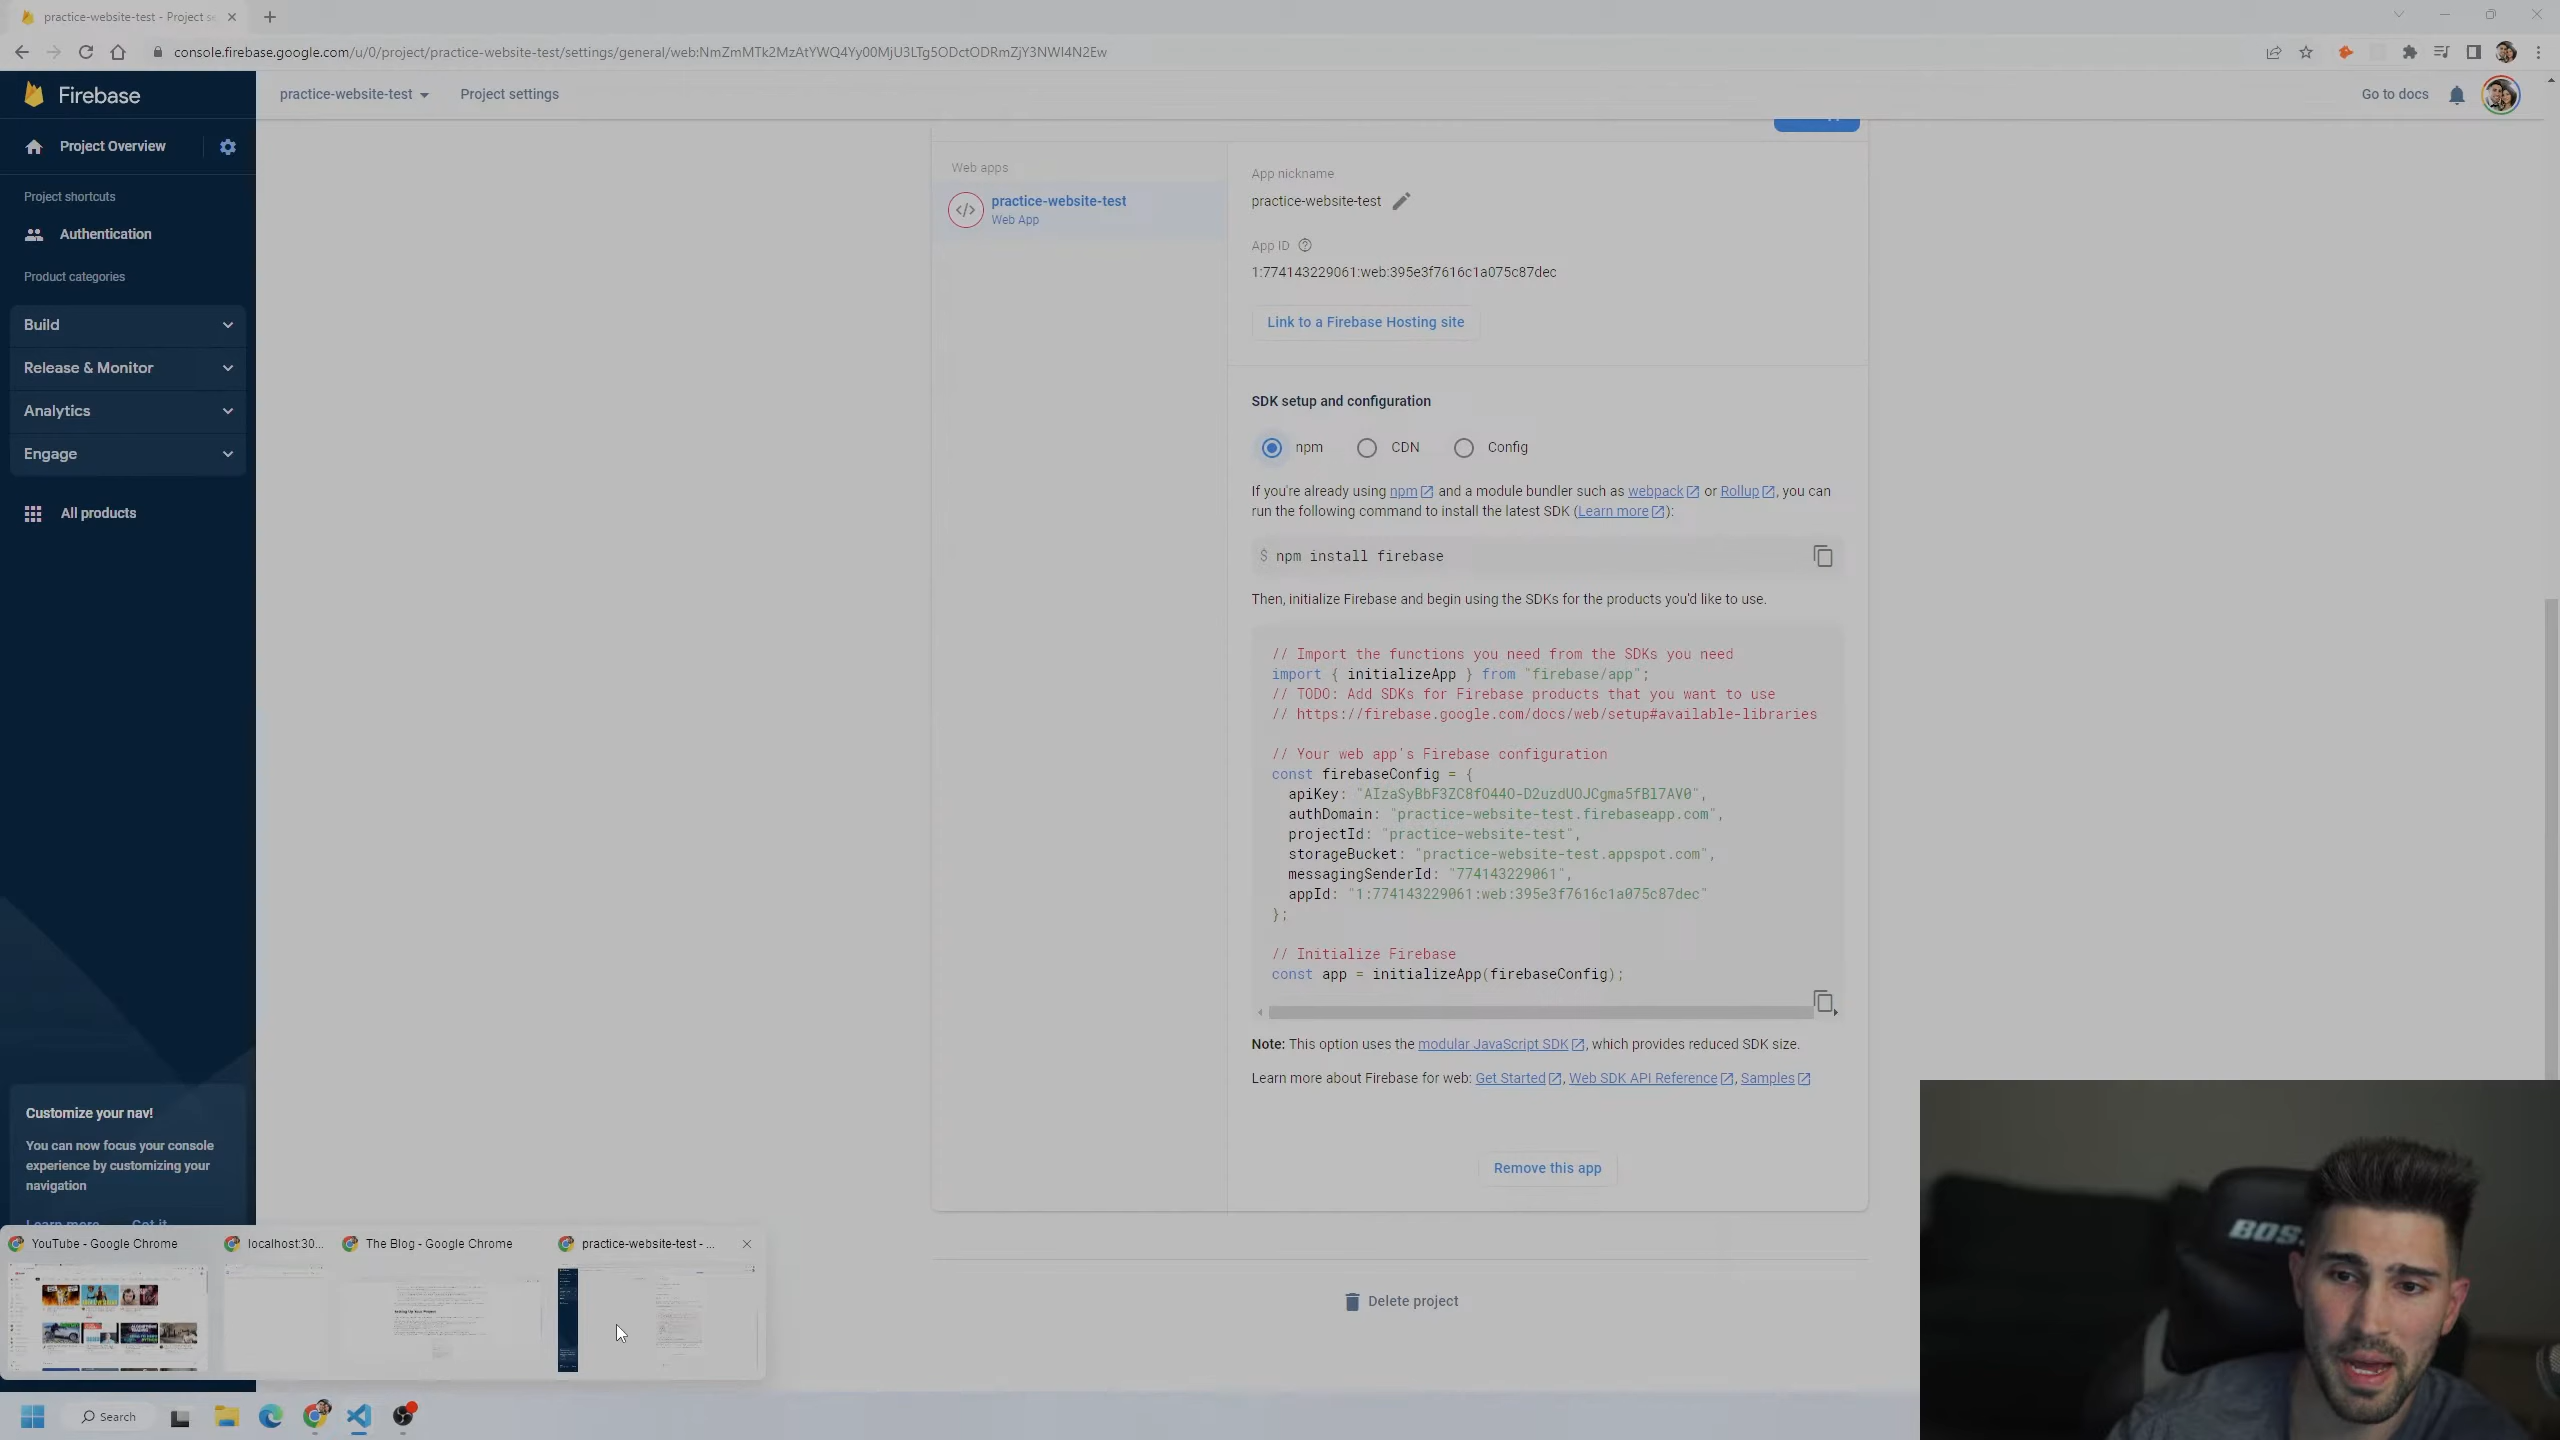 practice-website-test - Project se
console.firebase.google.com/u/0/project/practice-website-test/settings/general/web:NmZmMTk2MzAtYWQ4Yy00MjU3LTg5ODctODRmZjY3NWI4N2Ew
Firebase
practice-website-test
Project settings
Go to docs
Project Overview
Project shortcuts
Authentication
Product categories
Build
Release & Monitor
Analytics
Engage
All products
Customize your nav!
You can now focus your console
experience by customizing your
navigation
Learn more
Got it
Web apps
practice-website-test
Web App
App nickname
practice-website-test
App ID
1:774143229061:web:395e3f7616c1a075c87dec
Link to a Firebase Hosting site
SDK setup and configuration
npm
CDN
Config
If you're already using npm and a module bundler such as webpack or Rollup, you can
run the following command to install the latest SDK (Learn more):
$ npm install firebase
Then, initialize Firebase and begin using the SDKs for the products you'd like to use.
// Import the functions you need from the SDKs you need
import { initializeApp } from "firebase/app";
// TODO: Add SDKs for Firebase products that you want to use
// https://firebase.google.com/docs/web/setup#available-libraries
// Your web app's Firebase configuration
const firebaseConfig = {
apiKey: "AIzaSyBbF3ZC8fO44O-D2uzdUOJCgma5fBl7AV0",
authDomain: "practice-website-test.firebaseapp.com",
projectId: "practice-website-test",
storageBucket: "practice-website-test.appspot.com",
messagingSenderId: "774143229061",
appId: "1:774143229061:web:395e3f7616c1a075c87dec"
};
// Initialize Firebase
const app = initializeApp(firebaseConfig);
Note: This option uses the modular JavaScript SDK, which provides reduced SDK size.
Learn more about Firebase for web: Get Started, Web SDK API Reference, Samples
Remove this app
Delete project
YouTube - Google Chrome
localhost:30...
The Blog - Google Chrome
practice-website-test - ...
Search
BOS